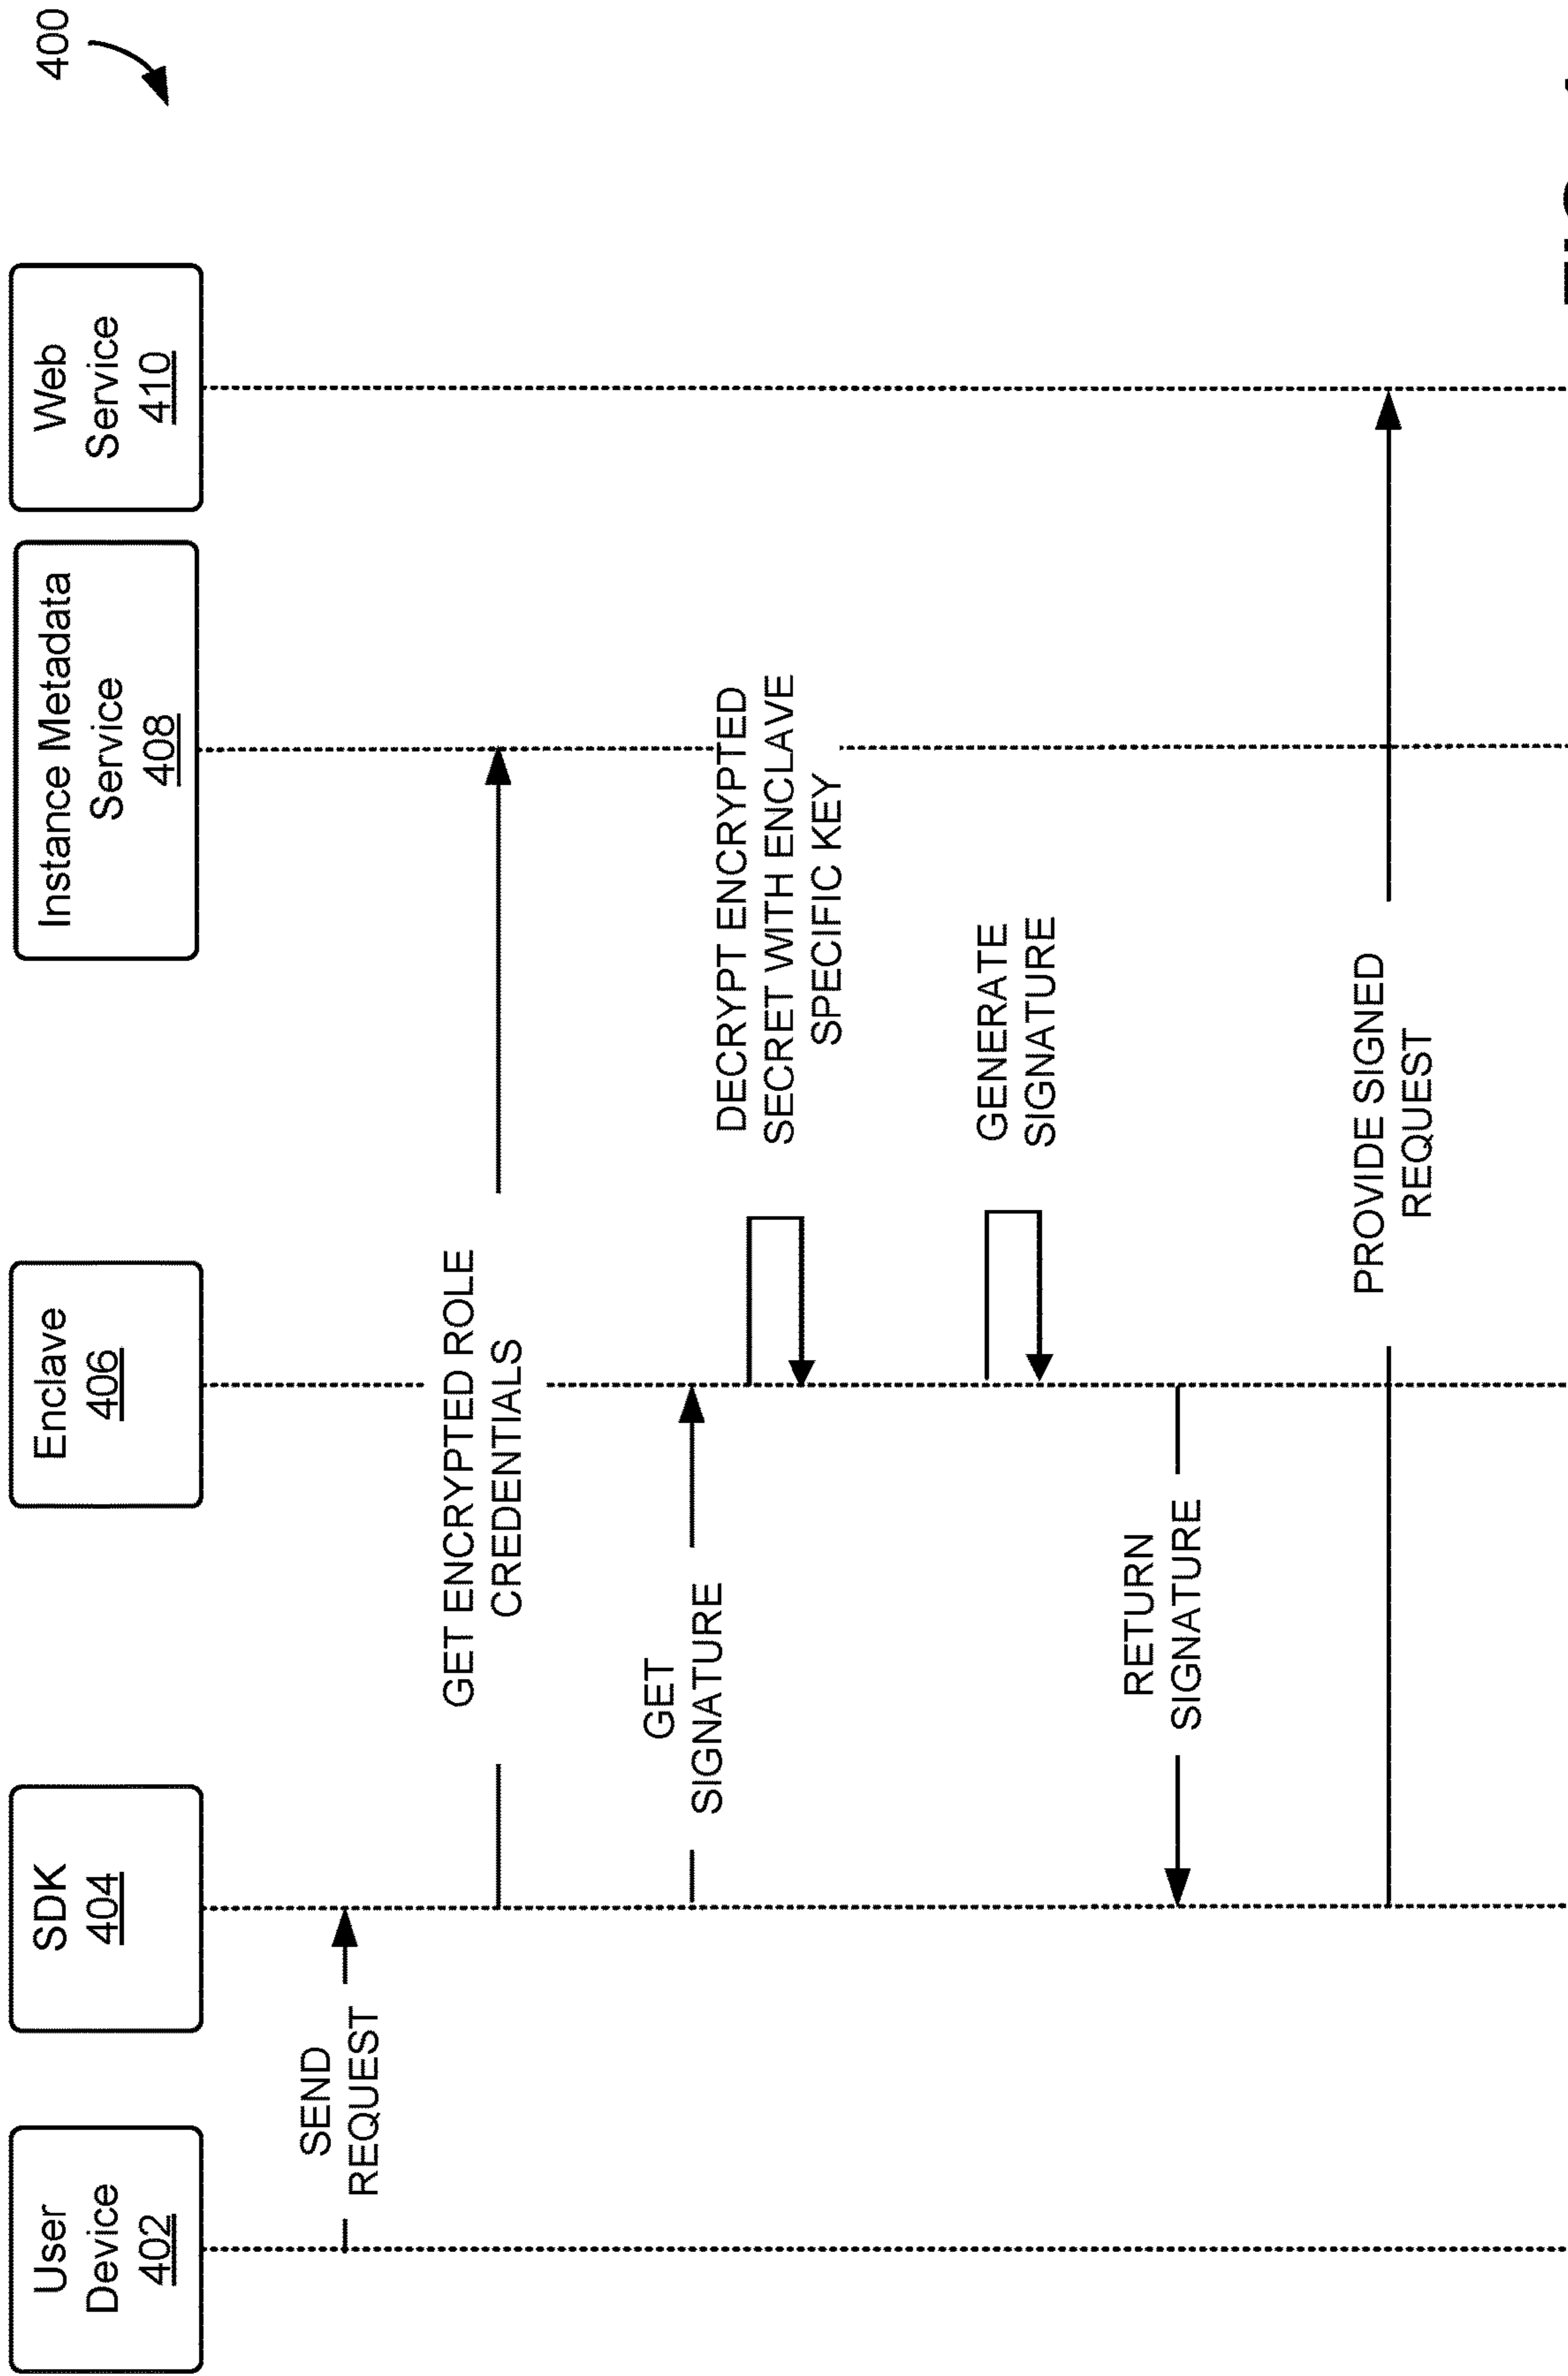 400
User
Device
402
SDK
404
Enclave
406
Instance Metadata
Service
408
Web
Service
410
SEND
REQUEST
GET ENCRYPTED ROLE
CREDENTIALS
GET
SIGNATURE
DECRYPT ENCRYPTED
SECRET WITH ENCLAVE
SPECIFIC KEY
GENERATE
SIGNATURE
RETURN
SIGNATURE
PROVIDE SIGNED
REQUEST